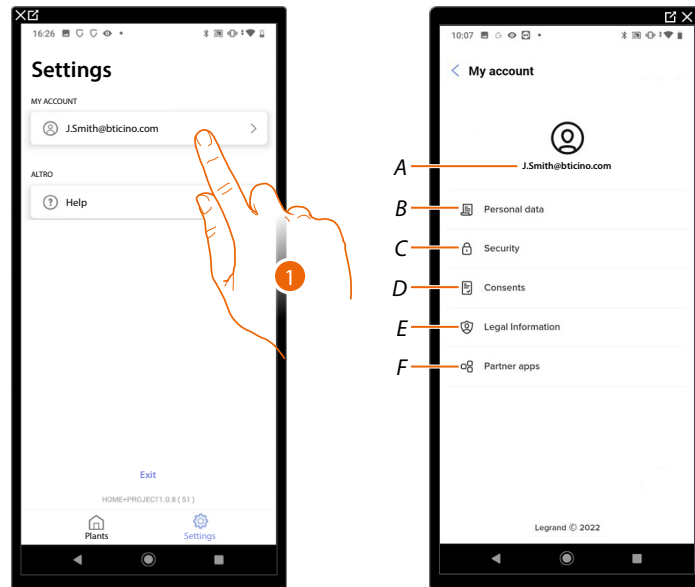 16:26
Settings
MY ACCOUNT
J.Smith@bticino.com
ALTRO
? Help
1
Exit
HOME+PROJECT1.0.8 ( 51 )
Plants
Settings
10:07
My account
A
J.Smith@bticino.com
B
Personal data
C
Security
D
Consents
E
Legal Information
F
Partner apps
Legrand © 2022